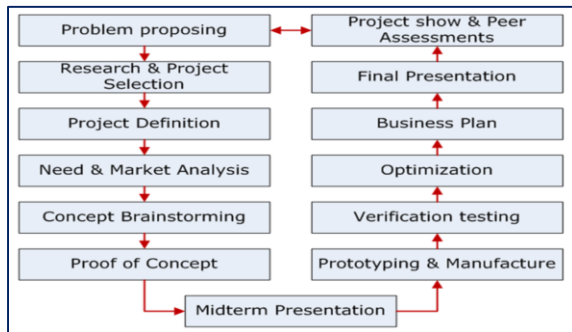 Problem proposing
Research & Project
Selection
Project Definition
Need & Market Analysis
Concept Brainstorming
Proof of Concept
Midterm Presentation
Prototyping & Manufacture
Verification testing
Optimization
Business Plan
Final Presentation
Project show & Peer
Assessments